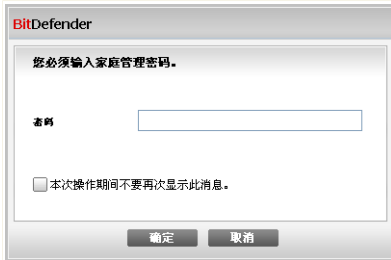 BitDefender
您必须输入家庭管理密码。
密码
本次操作期间不要再次显示此消息。
确定
取消